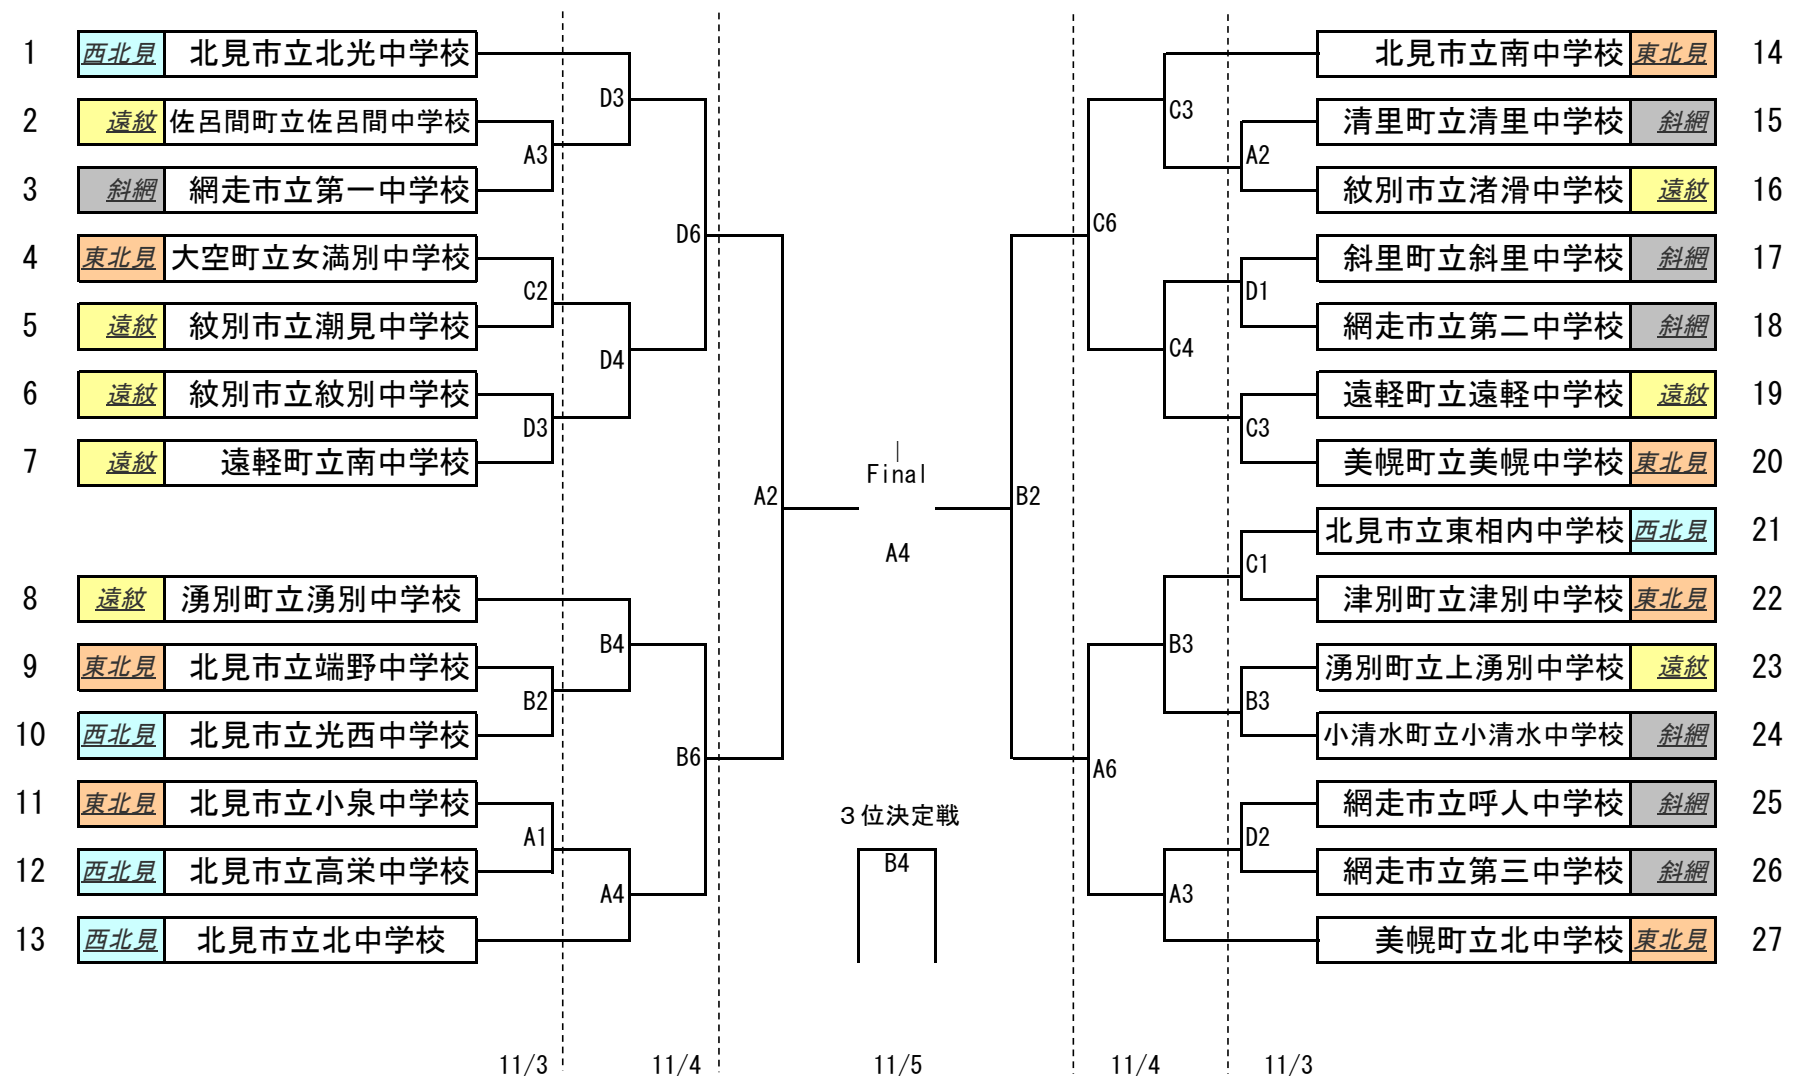 1 西北見 北見市立北光中学校
2 遠紋 佐呂間町立佐呂間中学校
3 斜網 網走市立第一中学校
4 東北見 大空町立女満別中学校
5 遠紋 紋別市立潮見中学校
6 遠紋 紋別市立紋別中学校
7 遠紋 遠軽町立南中学校
8 遠紋 湧別町立湧別中学校
9 東北見 北見市立端野中学校
10 西北見 北見市立光西中学校
11 東北見 北見市立小泉中学校
12 西北見 北見市立高栄中学校
13 西北見 北見市立北中学校
D3
A3
D6
C2
D4
D3
A2
B4
B2
B6
A1
A4
|
Final
A4
３位決定戦
B4
C3
A2
C6
D1
C4
C3
B2
C1
B3
B3
A6
D2
A3
北見市立南中学校 東北見 14
清里町立清里中学校 斜網 15
紋別市立渚滑中学校 遠紋 16
斜里町立斜里中学校 斜網 17
網走市立第二中学校 斜網 18
遠軽町立遠軽中学校 遠紋 19
美幌町立美幌中学校 東北見 20
北見市立東相内中学校 西北見 21
津別町立津別中学校 東北見 22
湧別町立上湧別中学校 遠紋 23
小清水町立小清水中学校 斜網 24
網走市立呼人中学校 斜網 25
網走市立第三中学校 斜網 26
美幌町立北中学校 東北見 27
11/3 11/4 11/5 11/4 11/3